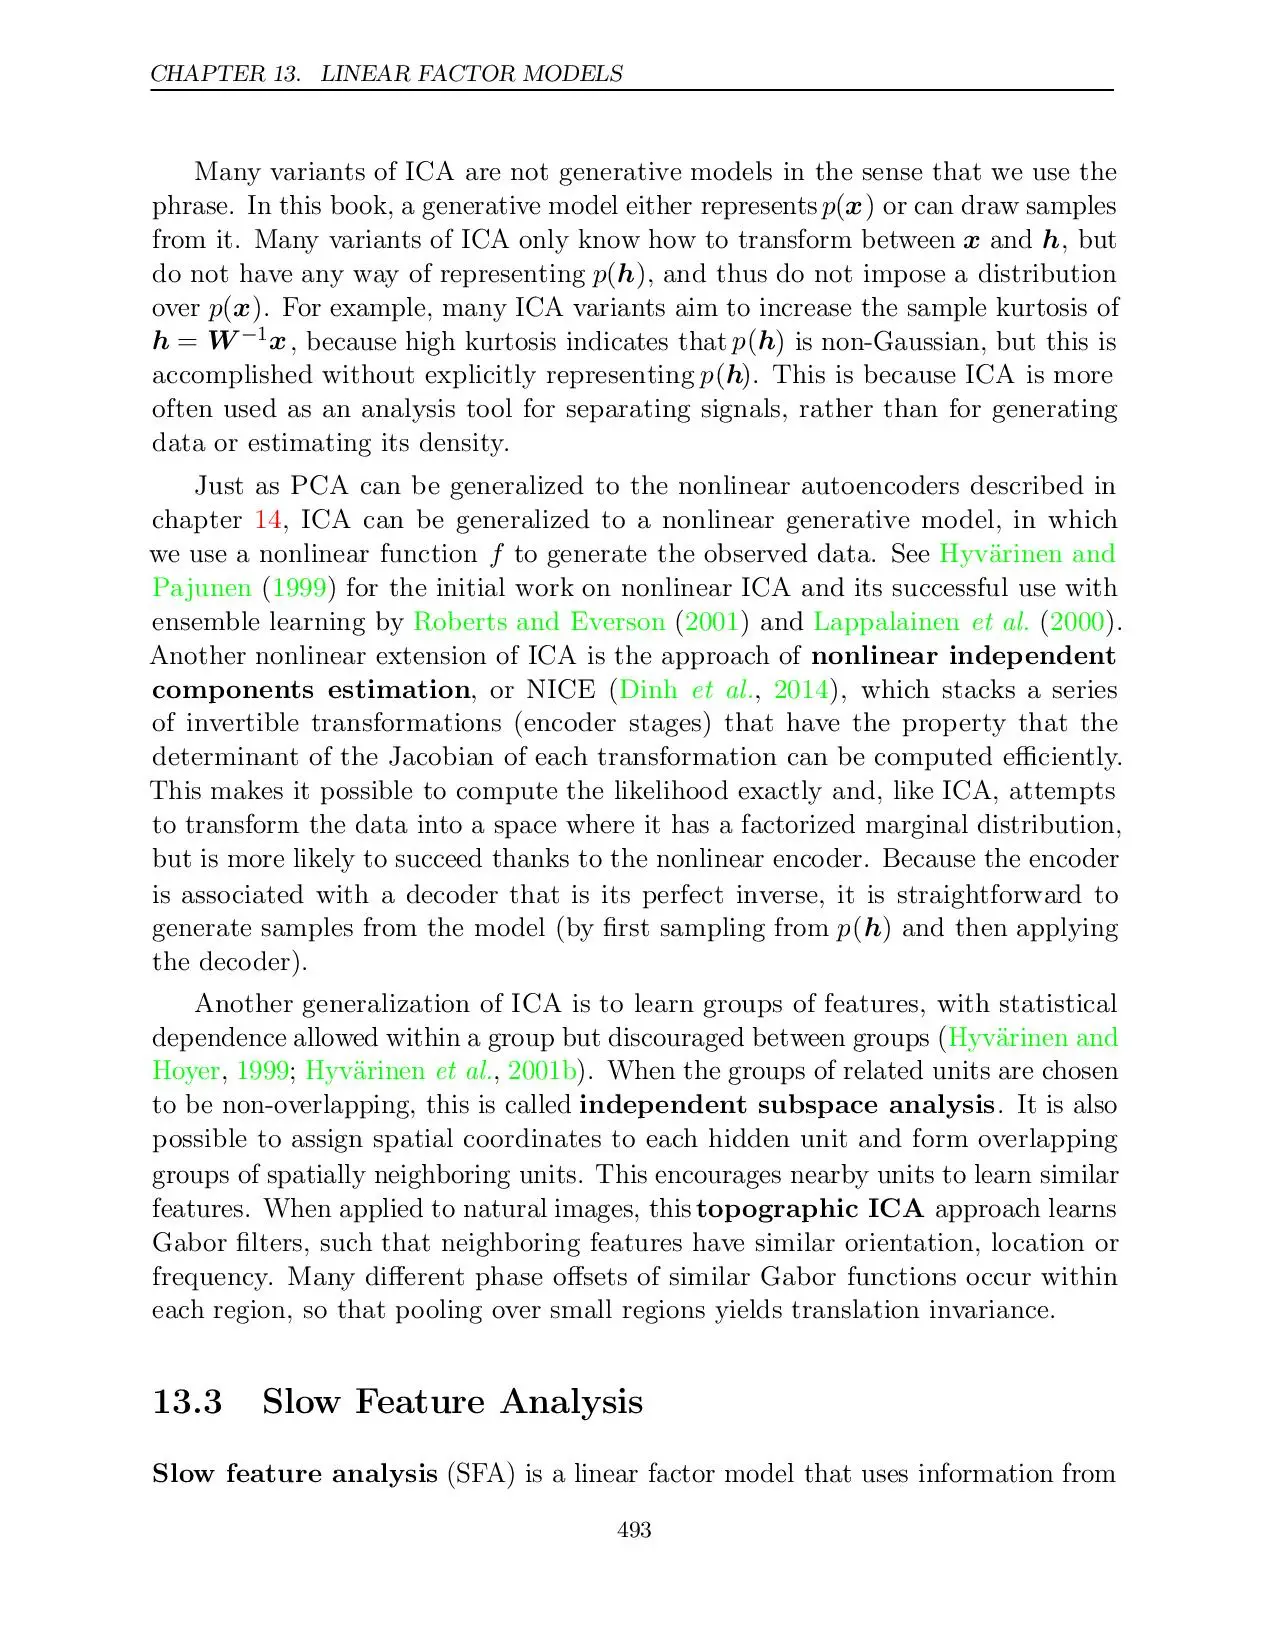 CHAPTER 13. LINEAR FACTOR MODELS
Many variants of ICA are not generative models in the sense that we use the
phrase. In this book, a generative model either represents p(x) or can draw samples
from it. Many variants of ICA only know how to transform between x and h, but
do not have any way of representing p(h), and thus do not impose a distribution
over p(x). For example, many ICA variants aim to increase the sample kurtosis of
h = W⁻¹x, because high kurtosis indicates that p(h) is non-Gaussian, but this is
accomplished without explicitly representing p(h). This is because ICA is more
often used as an analysis tool for separating signals, rather than for generating
data or estimating its density.
Just as PCA can be generalized to the nonlinear autoencoders described in
chapter 14, ICA can be generalized to a nonlinear generative model, in which
we use a nonlinear function f to generate the observed data. See Hyvärinen and
Pajunen (1999) for the initial work on nonlinear ICA and its successful use with
ensemble learning by Roberts and Everson (2001) and Lappalainen et al. (2000).
Another nonlinear extension of ICA is the approach of nonlinear independent
components estimation, or NICE (Dinh et al., 2014), which stacks a series
of invertible transformations (encoder stages) that have the property that the
determinant of the Jacobian of each transformation can be computed efficiently.
This makes it possible to compute the likelihood exactly and, like ICA, attempts
to transform the data into a space where it has a factorized marginal distribution,
but is more likely to succeed thanks to the nonlinear encoder. Because the encoder
is associated with a decoder that is its perfect inverse, it is straightforward to
generate samples from the model (by first sampling from p(h) and then applying
the decoder).
Another generalization of ICA is to learn groups of features, with statistical
dependence allowed within a group but discouraged between groups (Hyvärinen and
Hoyer, 1999; Hyvärinen et al., 2001b). When the groups of related units are chosen
to be non-overlapping, this is called independent subspace analysis. It is also
possible to assign spatial coordinates to each hidden unit and form overlapping
groups of spatially neighboring units. This encourages nearby units to learn similar
features. When applied to natural images, this topographic ICA approach learns
Gabor filters, such that neighboring features have similar orientation, location or
frequency. Many different phase offsets of similar Gabor functions occur within
each region, so that pooling over small regions yields translation invariance.
13.3 Slow Feature Analysis
Slow feature analysis (SFA) is a linear factor model that uses information from
493